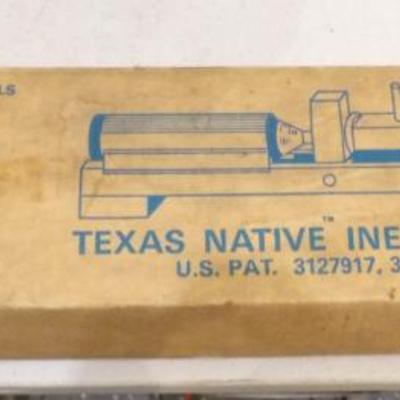 LS
TEXAS NATIVE™ INE
U.S. PAT. 3127917, 3